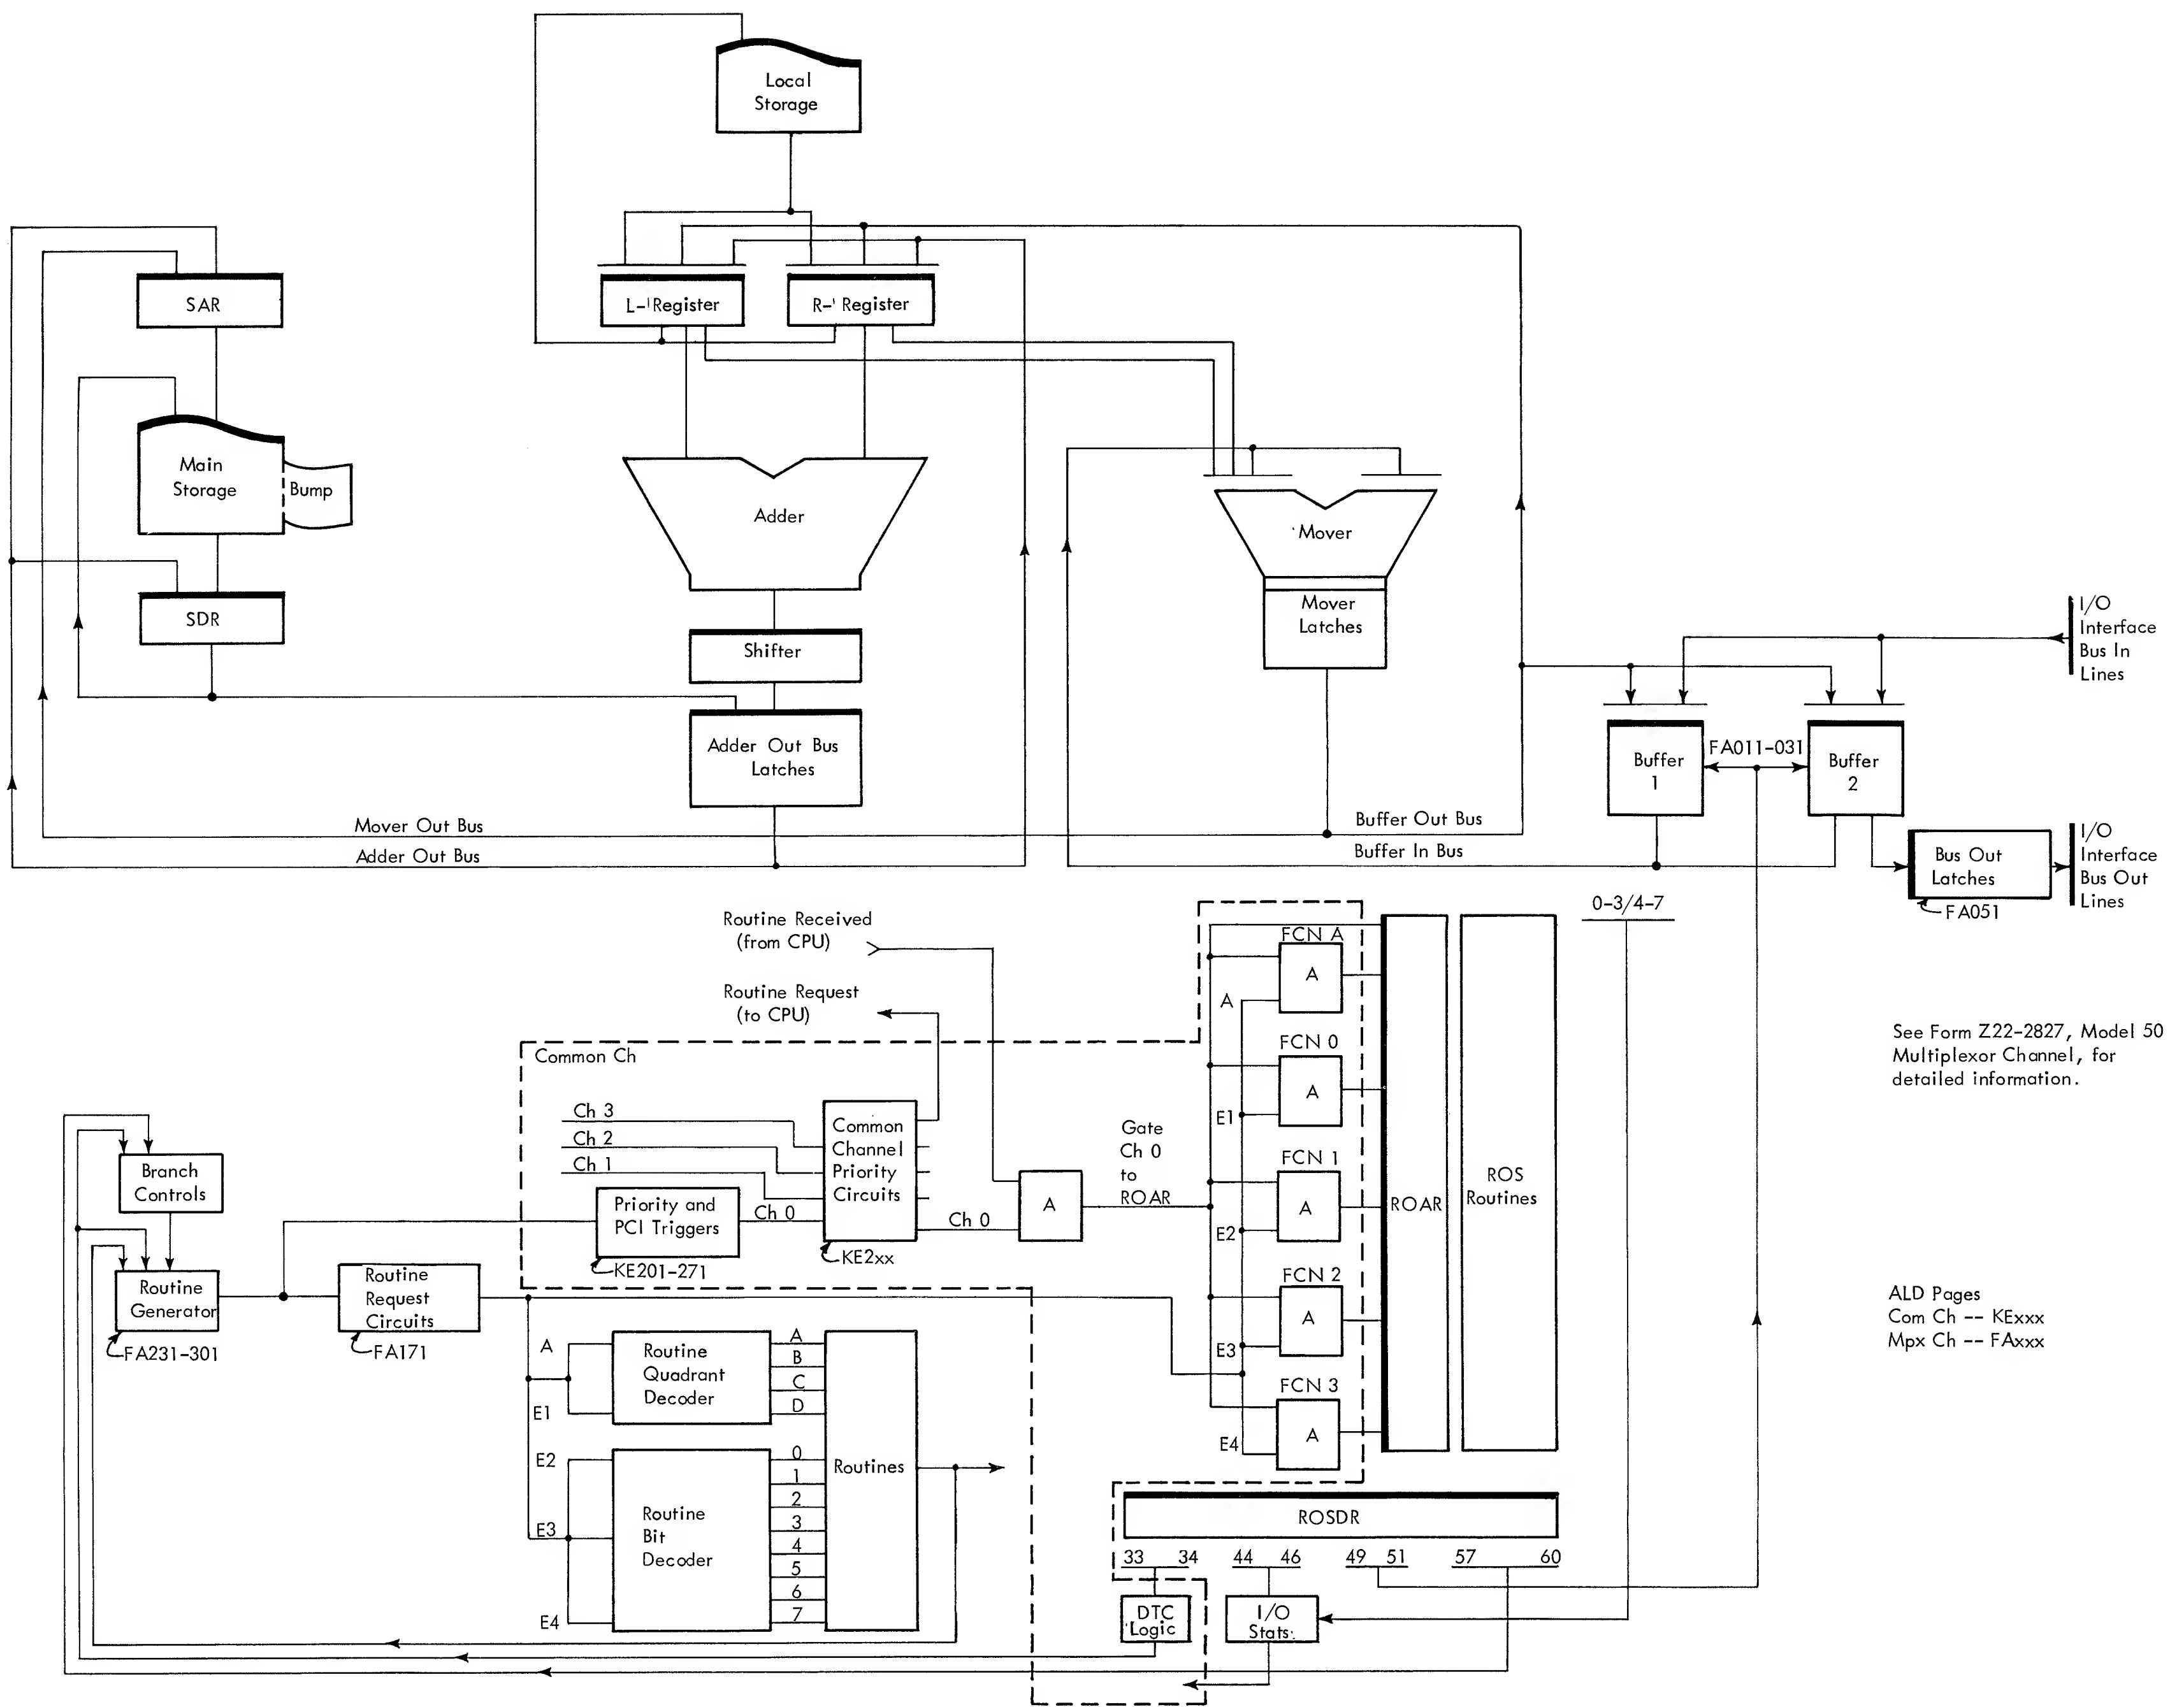 Local
Storage
SAR
L- Register
R- Register
Main
Storage
Bump
Adder
Mover
SDR
Mover
Latches
Shifter
Adder Out Bus
Latches
I/O
Interface
Bus In
Lines
Buffer
1
FA011-031
Buffer
2
Mover Out Bus
Buffer Out Bus
Adder Out Bus
Buffer In Bus
Bus Out
Latches
FA051
I/O
Interface
Bus Out
Lines
Routine Received
(from CPU)
Routine Request
(to CPU)
0-3/4-7
FCN A
A
A
FCN 0
A
E1
FCN 1
A
E2
FCN 2
A
E3
FCN 3
A
E4
ROAR
ROS
Routines
See Form Z22-2827, Model 50
Multiplexor Channel, for
detailed information.
Common Ch
Ch 3
Ch 2
Ch 1
Common
Channel
Priority
Circuits
KE2xx
Priority and
PCI Triggers
KE201-271
Ch 0
Ch 0
A
Gate
Ch 0
to
ROAR
Branch
Controls
Routine
Generator
FA231-301
Routine
Request
Circuits
FA171
ALD Pages
Com Ch -- KExxx
Mpx Ch -- FAxxx
A
E1
Routine
Quadrant
Decoder
A
B
C
D
E2
E3
E4
Routine
Bit
Decoder
0
1
2
3
4
5
6
7
Routines
ROSDR
33 34
44 46
49 51
57 60
DTC
Logic
I/O
Stats